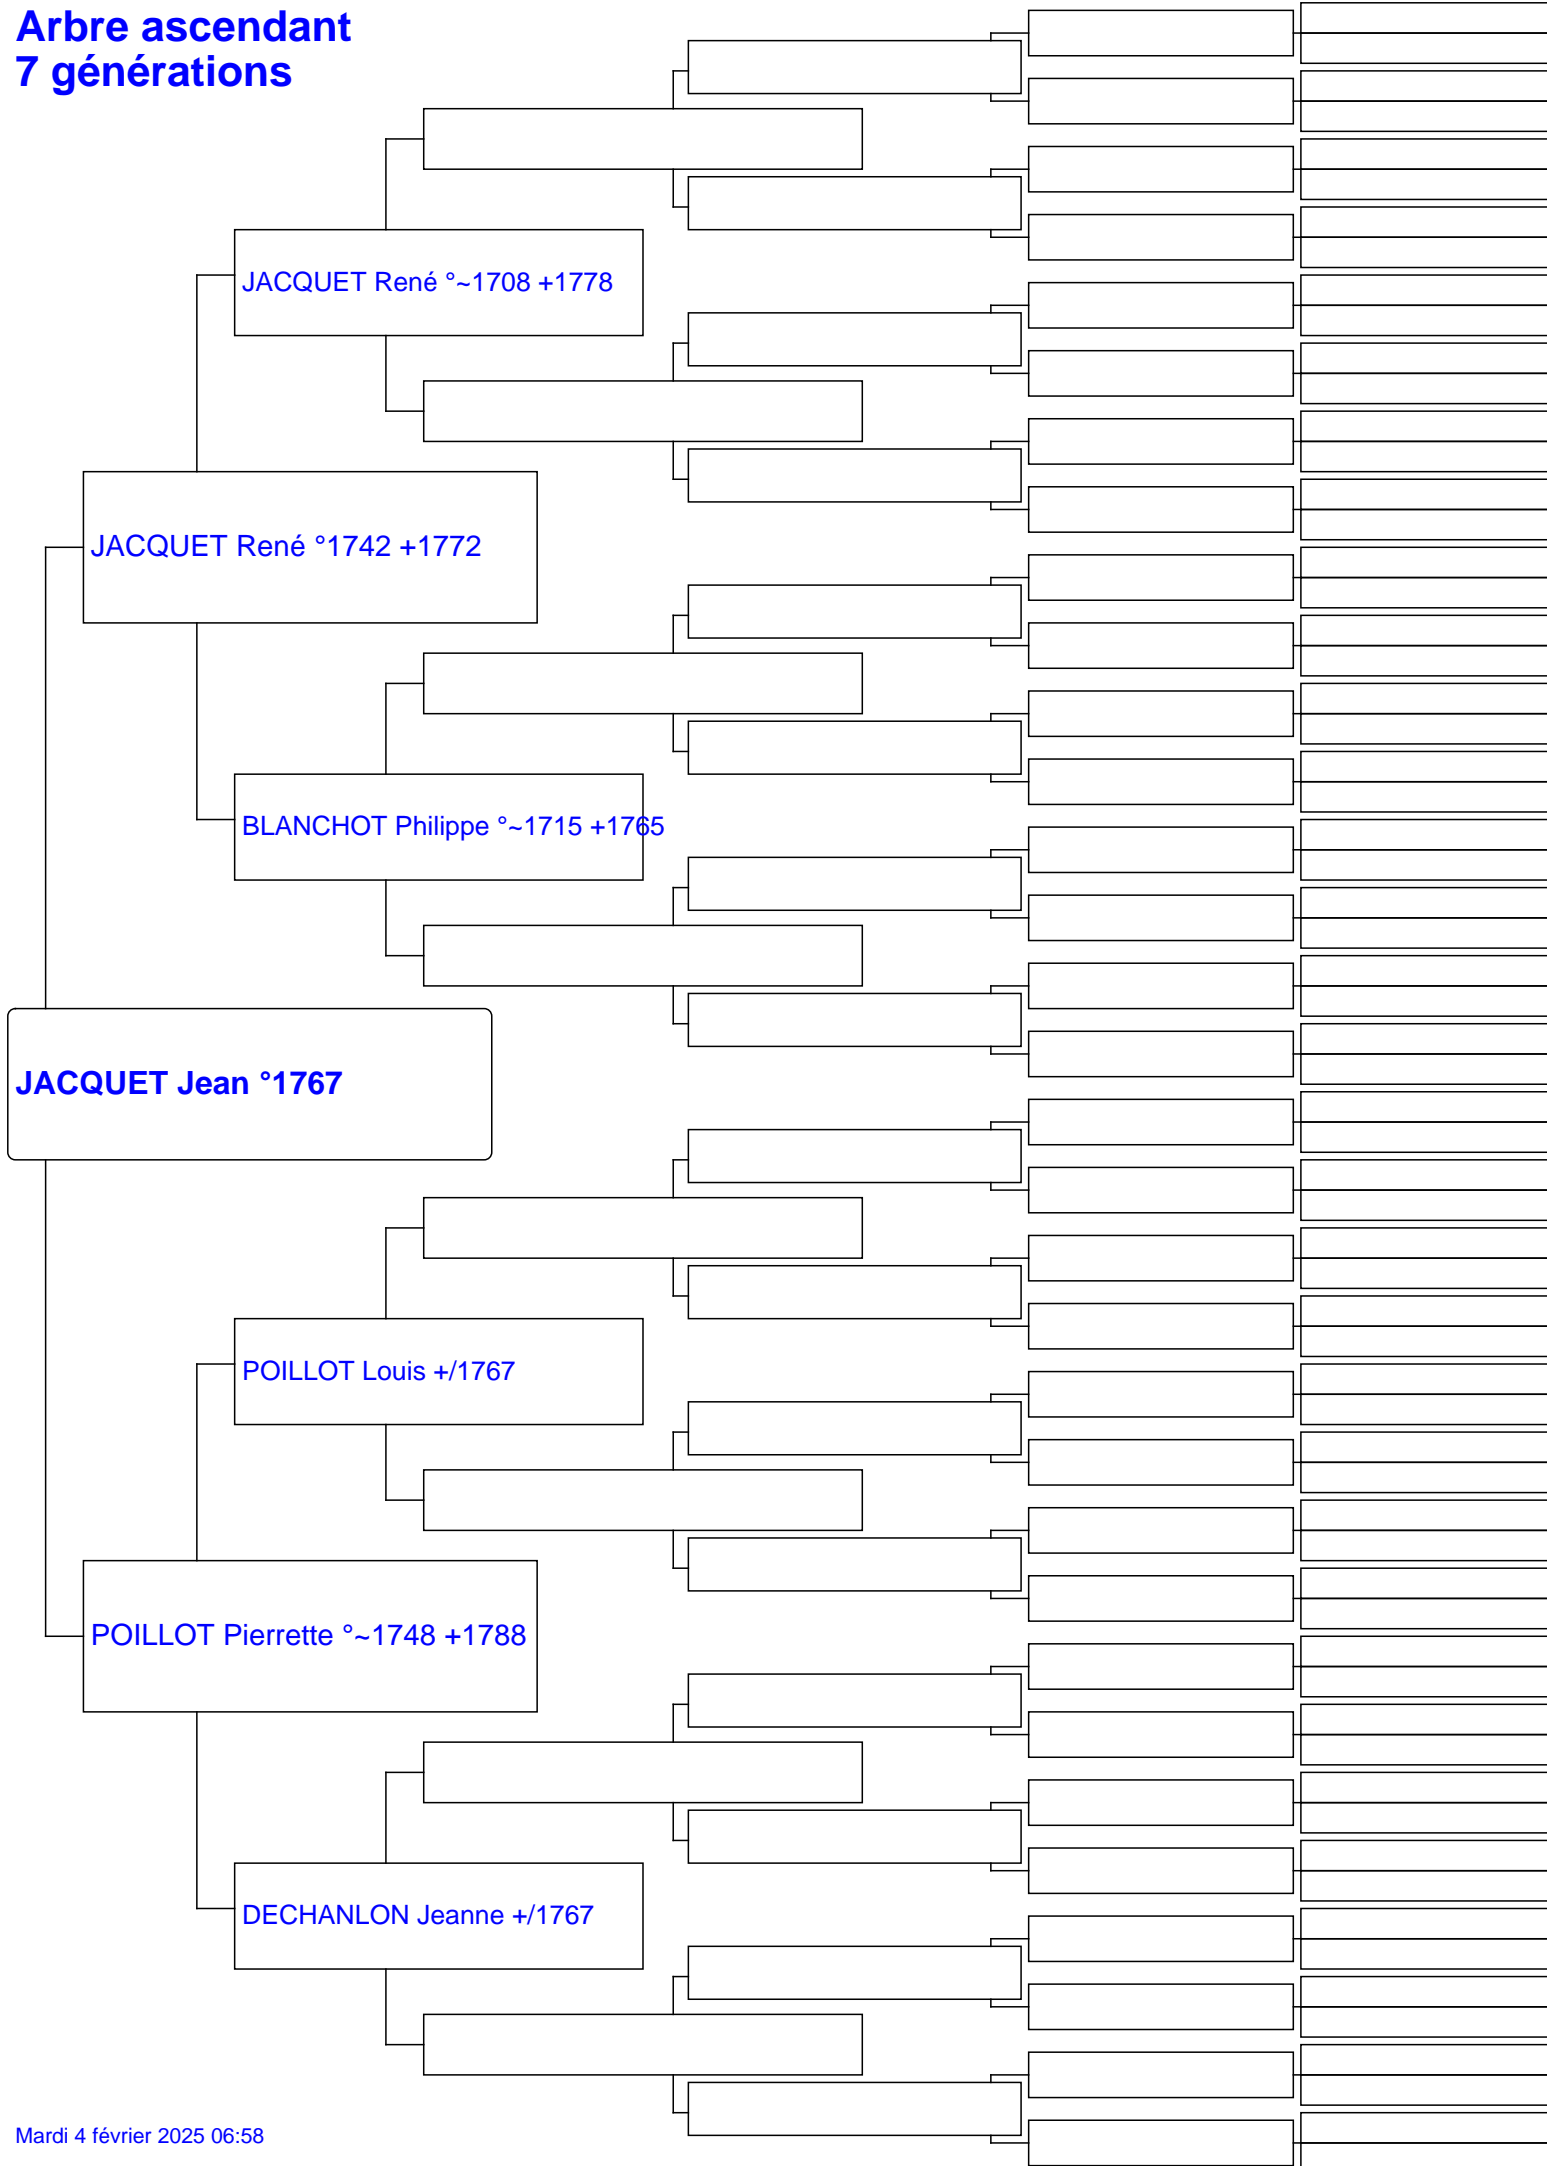 Arbre ascendant
7 générations
JACQUET René °~1708 +1778
JACQUET René °1742 +1772
BLANCHOT Philippe °~1715 +1765
JACQUET Jean °1767
POILLOT Louis +/1767
POILLOT Pierrette °~1748 +1788
DECHANLON Jeanne +/1767
Mardi 4 février 2025 06:58